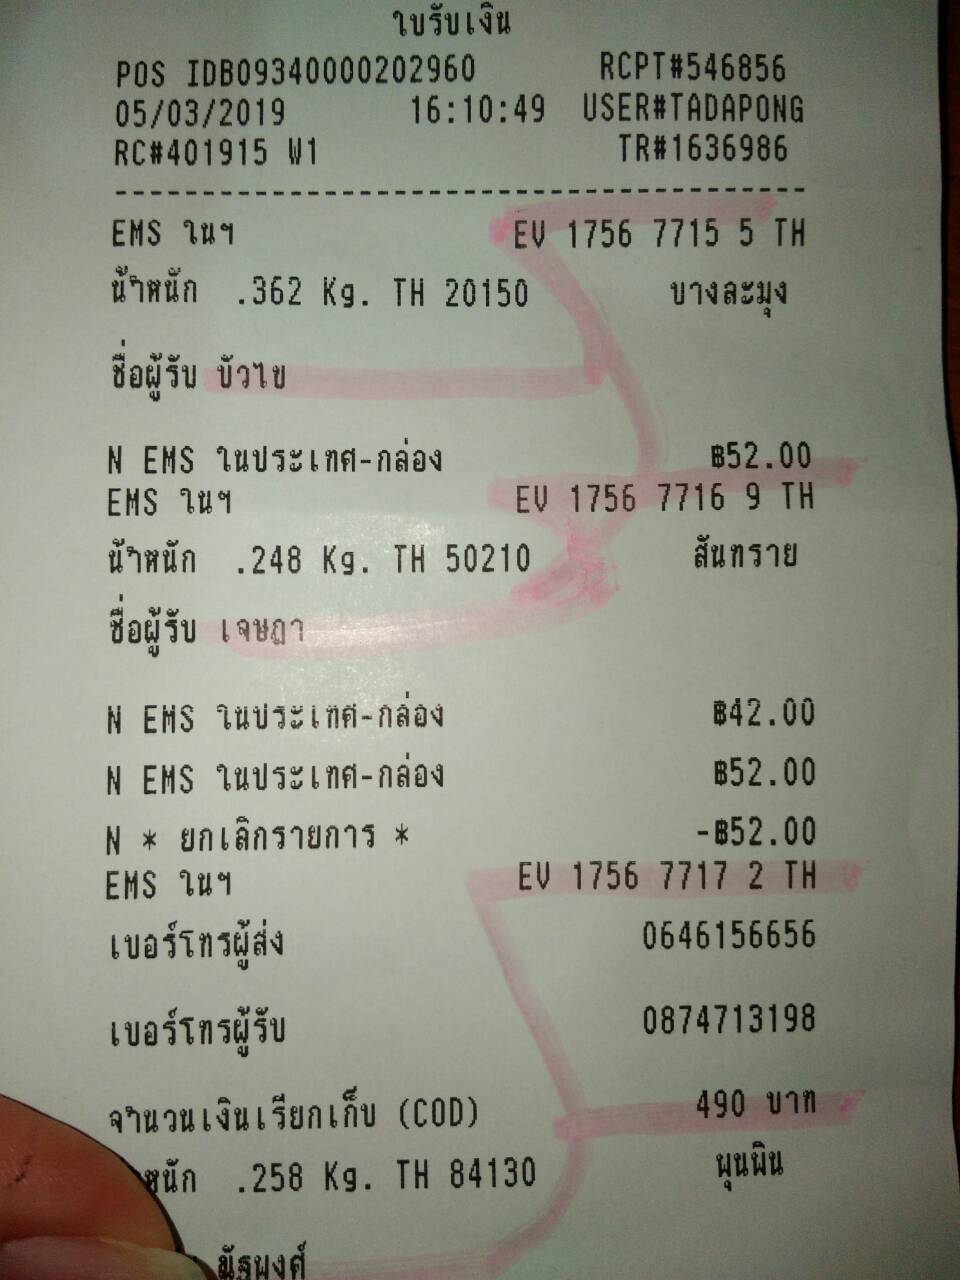 ใบรับเงิน
POS IDB09340000202960 RCPT#546856
05/03/2019 16:10:49 USER#TADAPONG
RC#401915 W1 TR#1636986
---------------------------------------
EMS ในฯ EV 1756 7715 5 TH
น้ำหนัก .362 Kg. TH 20150 บางละมุง
ชื่อผู้รับ บัวไข
N EMS ในประเทศ-กล่อง ฿52.00
EMS ในฯ EV 1756 7716 9 TH
น้ำหนัก .248 Kg. TH 50210 สันทราย
ชื่อผู้รับ เจษฎา
N EMS ในประเทศ-กล่อง ฿42.00
N EMS ในประเทศ-กล่อง ฿52.00
N * ยกเลิกรายการ * -฿52.00
EMS ในฯ EV 1756 7717 2 TH
เบอร์โทรผู้ส่ง 0646156656
เบอร์โทรผู้รับ 0874713198
จำนวนเงินเรียกเก็บ (COD) 490 บาท
หนัก .258 Kg. TH 84130 พุนพิน